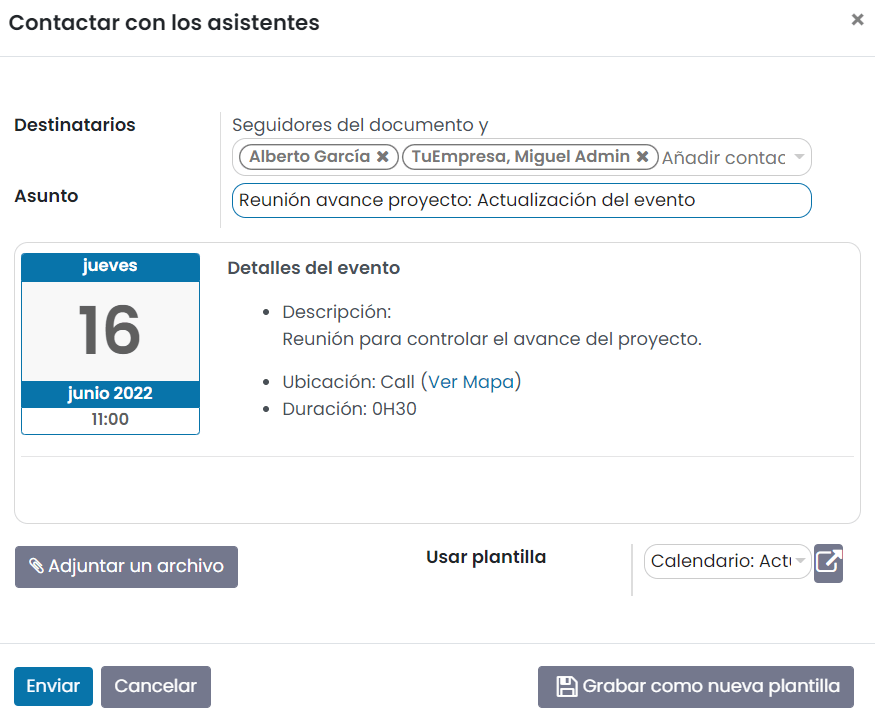 Contactar con los asistentes
Destinatarios
Seguidores del documento y
Alberto García
TuEmpresa, Miguel Admin
Añadir contac
Asunto
Reunión avance proyecto: Actualización del evento
jueves
16
junio 2022
11:00
Detalles del evento
Descripción:
Reunión para controlar el avance del proyecto.
Ubicación: Call (Ver Mapa)
Duración: 0H30
Adjuntar un archivo
Usar plantilla
Calendario: Actu
Enviar
Cancelar
Grabar como nueva plantilla